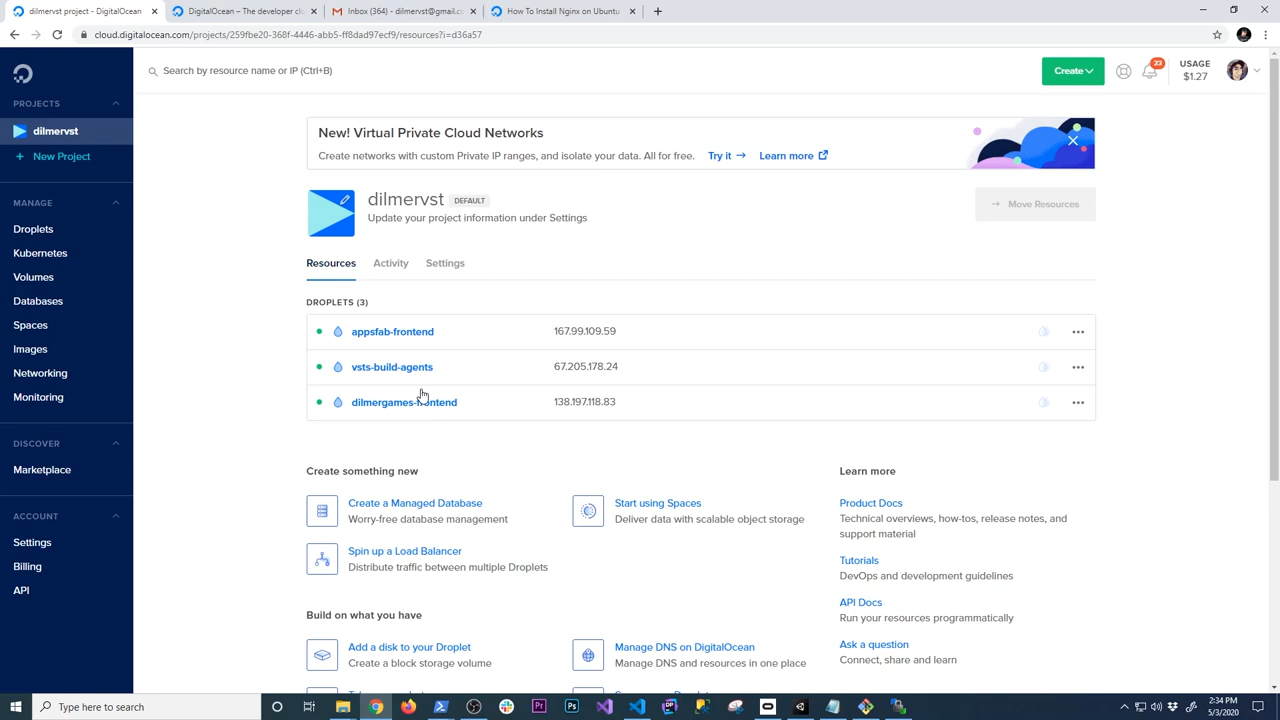 dilmervst project - DigitalOcean
DigitalOcean – The developer cl
Inbox (364) - dilmervst@gmail.c
How To Install Nginx on Ubuntu
cloud.digitalocean.com/projects/259fbe20-368f-4446-abb5-ff8dad97ecf9/resources?i=d36a57
Search by resource name or IP (Ctrl+B)
Create
23
USAGE
$1.27
PROJECTS
dilmervst
+ New Project
MANAGE
Droplets
Kubernetes
Volumes
Databases
Spaces
Images
Networking
Monitoring
DISCOVER
Marketplace
ACCOUNT
Settings
Billing
API
New! Virtual Private Cloud Networks
Create networks with custom Private IP ranges, and isolate your data. All for free. Try it → Learn more
dilmervst DEFAULT
Update your project information under Settings
→ Move Resources
Resources Activity Settings
DROPLETS (3)
appsfab-frontend 167.99.109.59
vsts-build-agents 67.205.178.24
dilmergames-frontend 138.197.118.83
Create something new
Create a Managed Database
Worry-free database management
Start using Spaces
Deliver data with scalable object storage
Spin up a Load Balancer
Distribute traffic between multiple Droplets
Learn more
Product Docs
Technical overviews, how-tos, release notes, and
support material
Tutorials
DevOps and development guidelines
API Docs
Run your resources programmatically
Ask a question
Connect, share and learn
Build on what you have
Add a disk to your Droplet
Create a block storage volume
Manage DNS on DigitalOcean
Manage DNS and resources in one place
Type here to search
2:34 PM
5/3/2020